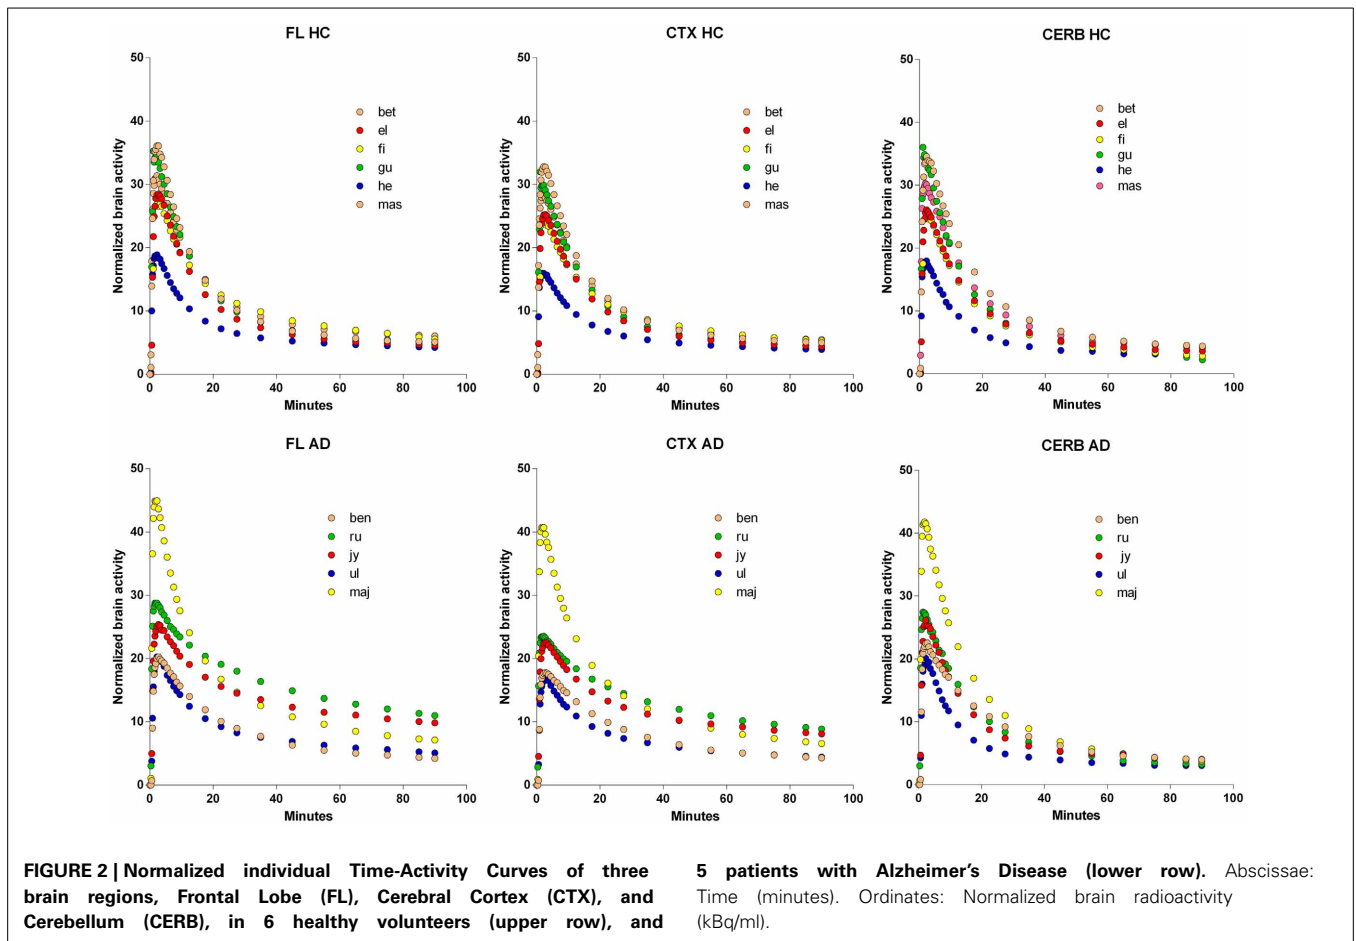 FL HC
50
40
30
20
10
0
0 20 40 60 80 100
Normalized brain activity
Minutes
bet
el
fi
gu
he
mas
CTX HC
50
40
30
20
10
0
0 20 40 60 80 100
Normalized brain activity
Minutes
bet
el
fi
gu
he
mas
CERB HC
50
40
30
20
10
0
0 20 40 60 80 100
Normalized brain activity
Minutes
bet
el
fi
gu
he
mas
FL AD
50
40
30
20
10
0
0 20 40 60 80 100
Normalized brain activity
Minutes
ben
ru
jy
ul
maj
CTX AD
50
40
30
20
10
0
0 20 40 60 80 100
Normalized brain activity
Minutes
ben
ru
jy
ul
maj
CERB AD
50
40
30
20
10
0
0 20 40 60 80 100
Normalized brain activity
Minutes
ben
ru
jy
ul
maj
FIGURE 2 | Normalized individual Time-Activity Curves of three
brain regions, Frontal Lobe (FL), Cerebral Cortex (CTX), and
Cerebellum (CERB), in 6 healthy volunteers (upper row), and
5 patients with Alzheimer's Disease (lower row). Abscissae:
Time (minutes). Ordinates: Normalized brain radioactivity
(kBq/ml).